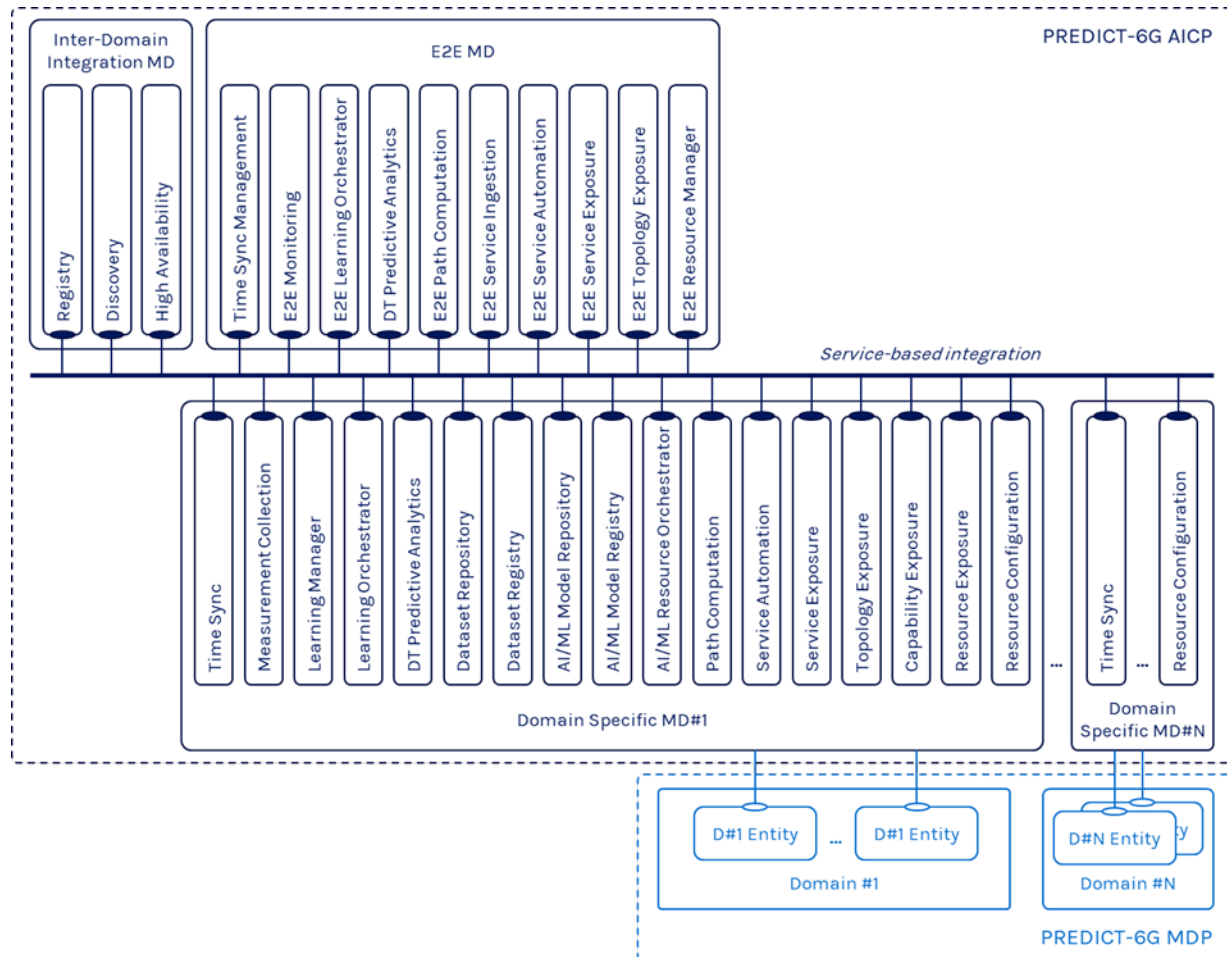 PREDICT-6G AICP
Inter-Domain
Integration MD
Registry
Discovery
High Availability
E2E MD
Time Sync Management
E2E Monitoring
E2E Learning Orchestrator
DT Predictive Analytics
E2E Path Computation
E2E Service Ingestion
E2E Service Automation
E2E Service Exposure
E2E Topology Exposure
E2E Resource Manager
Service-based integration
Time Sync
Measurement Collection
Learning Manager
Learning Orchestrator
DT Predictive Analytics
Dataset Repository
Dataset Registry
AI/ML Model Repository
AI/ML Model Registry
AI/ML Resource Orchestrator
Path Computation
Service Automation
Service Exposure
Topology Exposure
Capability Exposure
Resource Exposure
Resource Configuration
Domain Specific MD#1
...
Time Sync
...
Resource Configuration
Domain
Specific MD#N
D#1 Entity
...
D#1 Entity
Domain #1
D#N Entity
Domain #N
PREDICT-6G MDP